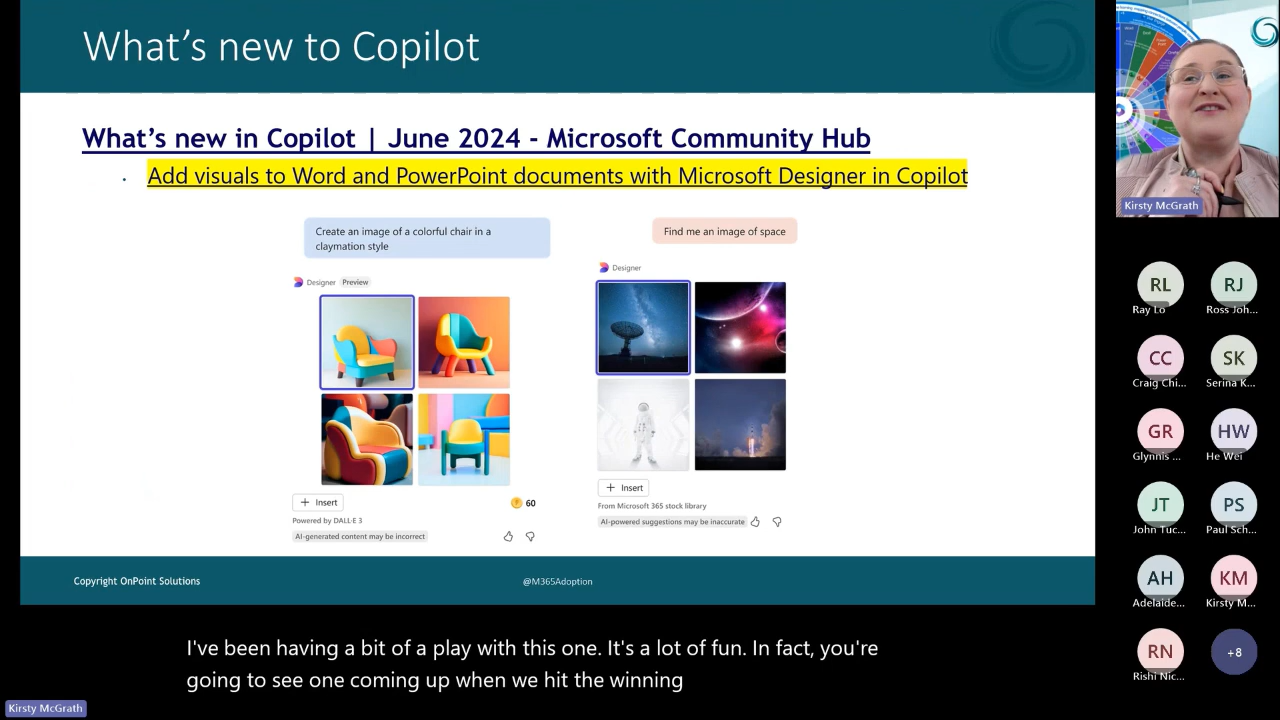 What's new to Copilot
What's new in Copilot | June 2024 - Microsoft Community Hub
Add visuals to Word and PowerPoint documents with Microsoft Designer in Copilot
Create an image of a colorful chair in a
claymation style
Designer Preview
Insert
60
Powered by DALL·E 3
AI-generated content may be incorrect
Find me an image of space
Designer
Insert
From Microsoft 365 stock library
AI-powered suggestions may be inaccurate
Copyright OnPoint Solutions
@M365Adoption
I've been having a bit of a play with this one. It's a lot of fun. In fact, you're
going to see one coming up when we hit the winning
Kirsty McGrath
Kirsty McGrath
RL
Ray Lo
RJ
Ross Joh...
CC
Craig Chi...
SK
Serina K...
GR
Glynnis ...
HW
He Wei
JT
John Tuc...
PS
Paul Sch...
AH
Adelaide...
KM
Kirsty M...
RN
Rishi Nic...
+8